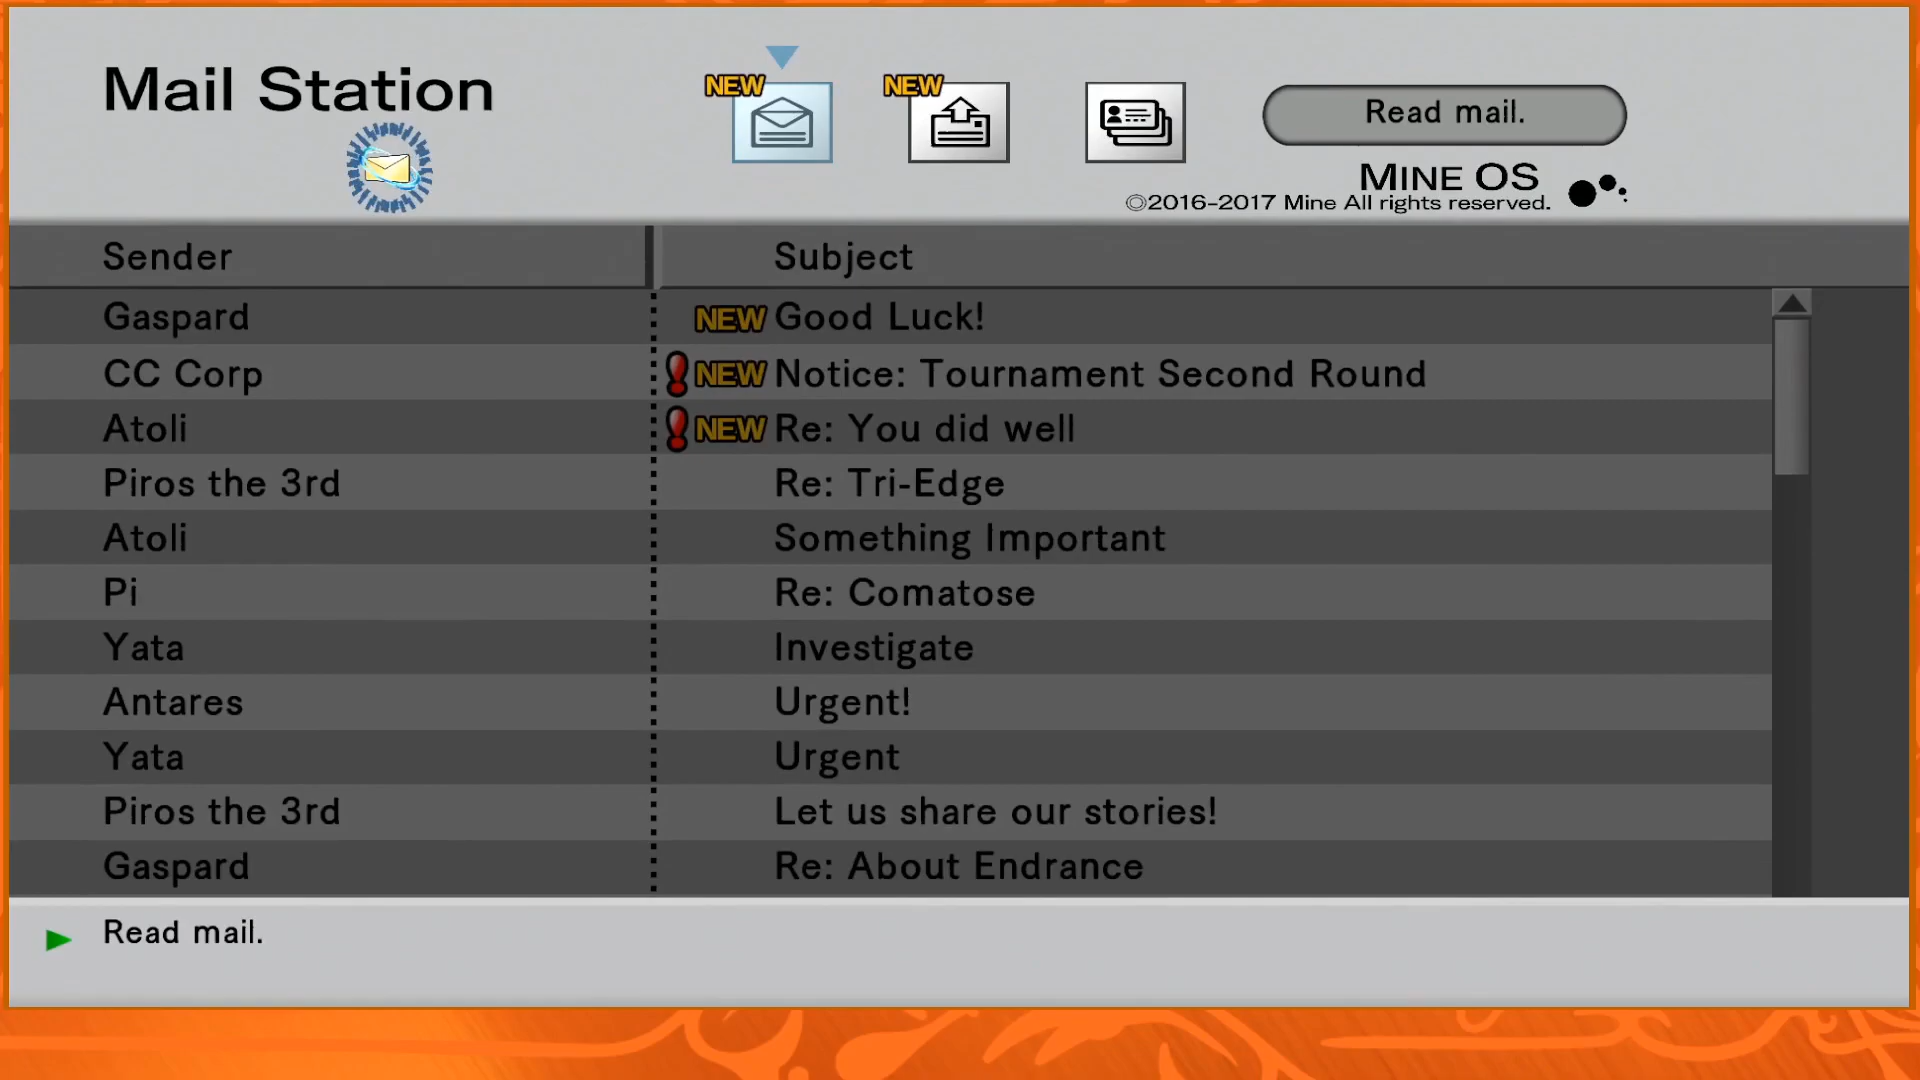 Mail Station
NEW
NEW
Read mail.
MINE OS
©2016-2017 Mine All rights reserved.
Sender Subject
Gaspard NEW Good Luck!
CC Corp NEW Notice: Tournament Second Round
Atoli NEW Re: You did well
Piros the 3rd Re: Tri-Edge
Atoli Something Important
Pi Re: Comatose
Yata Investigate
Antares Urgent!
Yata Urgent
Piros the 3rd Let us share our stories!
Gaspard Re: About Endrance
Read mail.